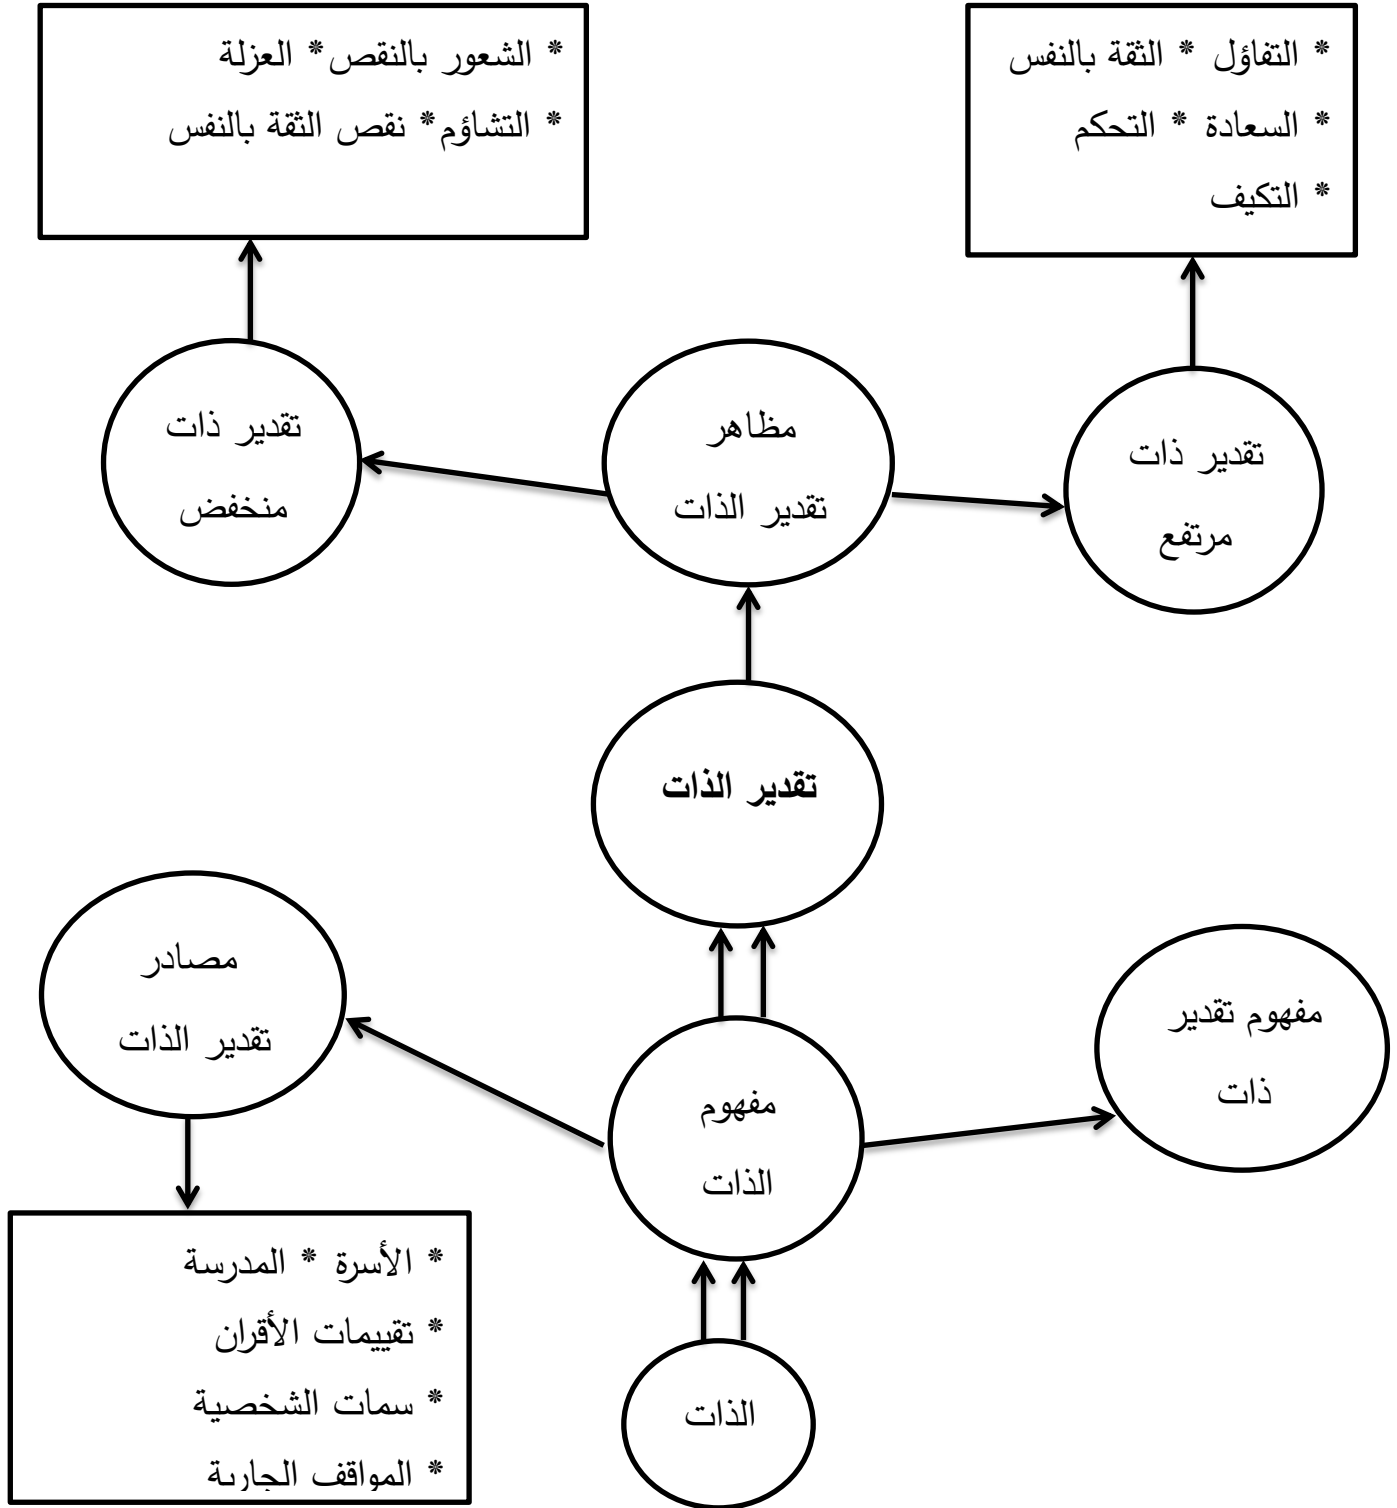 * التفاؤل * الثقة بالنفس
* السعادة * التحكم
* التكيف
* الشعور بالنقص* العزلة
* التشاؤم* نقص الثقة بالنفس
تقدير ذات
مرتفع
مظاهر
تقدير الذات
تقدير ذات
منخفض
تقدير الذات
مفهوم تقدير
ذات
مفهوم
الذات
مصادر
تقدير الذات
* الأسرة * المدرسة
* تقييمات الأقران
* سمات الشخصية
* المواقف الجارية
الذات